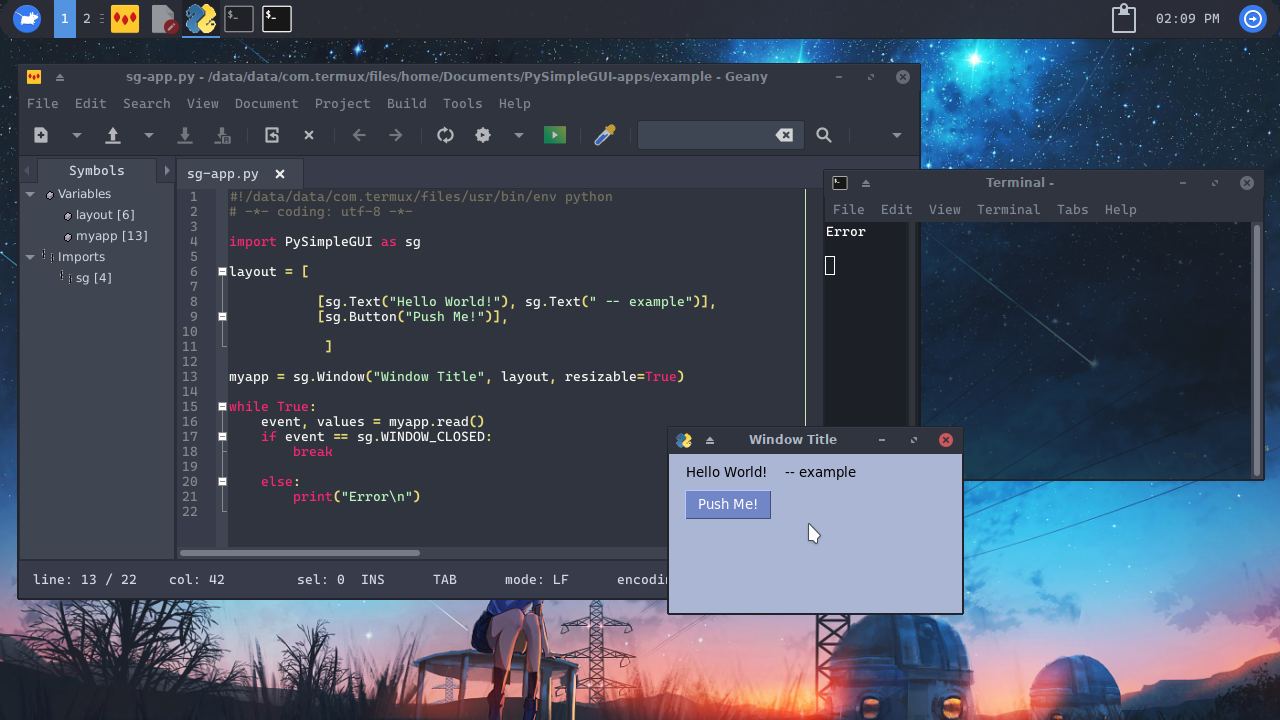 1 2
02:09 PM
sg-app.py - /data/data/com.termux/files/home/Documents/PySimpleGUI-apps/example - Geany
File Edit Search View Document Project Build Tools Help
Symbols
Variables
layout [6]
myapp [13]
Imports
sg [4]
sg-app.py
1 #!/data/data/com.termux/files/usr/bin/env python
2 # -*- coding: utf-8 -*-
3
4 import PySimpleGUI as sg
5
6 layout = [
7
8 [sg.Text("Hello World!"), sg.Text(" -- example")],
9 [sg.Button("Push Me!")],
10
11 ]
12
13 myapp = sg.Window("Window Title", layout, resizable=True)
14
15 while True:
16 event, values = myapp.read()
17 if event == sg.WINDOW_CLOSED:
18 break
19
20 else:
21 print("Error\n")
22
line: 13 / 22 col: 42 sel: 0 INS TAB mode: LF encodin
Terminal -
File Edit View Terminal Tabs Help
Error
Window Title
Hello World! -- example
Push Me!